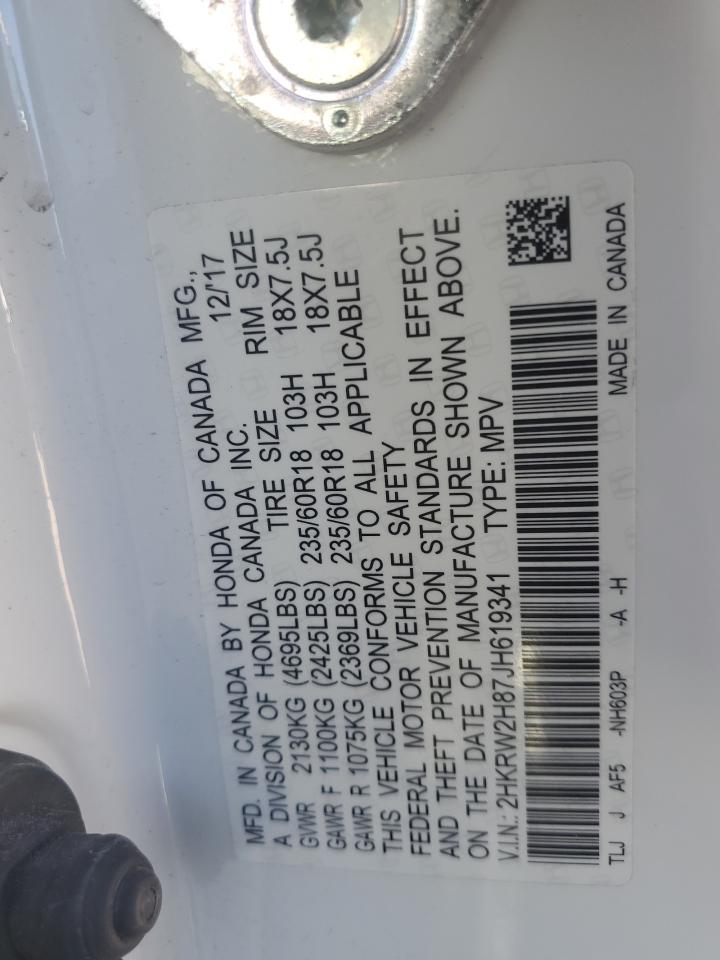 MFD. IN CANADA BY HONDA OF CANADA MFG.,
A DIVISION OF HONDA CANADA INC. 12/'17
GVWR 2130KG (4695LBS) TIRE SIZE RIM SIZE
GAWR F 1100KG (2425LBS) 235/60R18 103H 18X7.5J
GAWR R 1075KG (2369LBS) 235/60R18 103H 18X7.5J
THIS VEHICLE CONFORMS TO ALL APPLICABLE
FEDERAL MOTOR VEHICLE SAFETY
AND THEFT PREVENTION STANDARDS IN EFFECT
ON THE DATE OF MANUFACTURE SHOWN ABOVE.
V.I.N.: 2HKRW2H87JH619341 TYPE: MPV
TLJ J AF5 -NH603P -A -H MADE IN CANADA